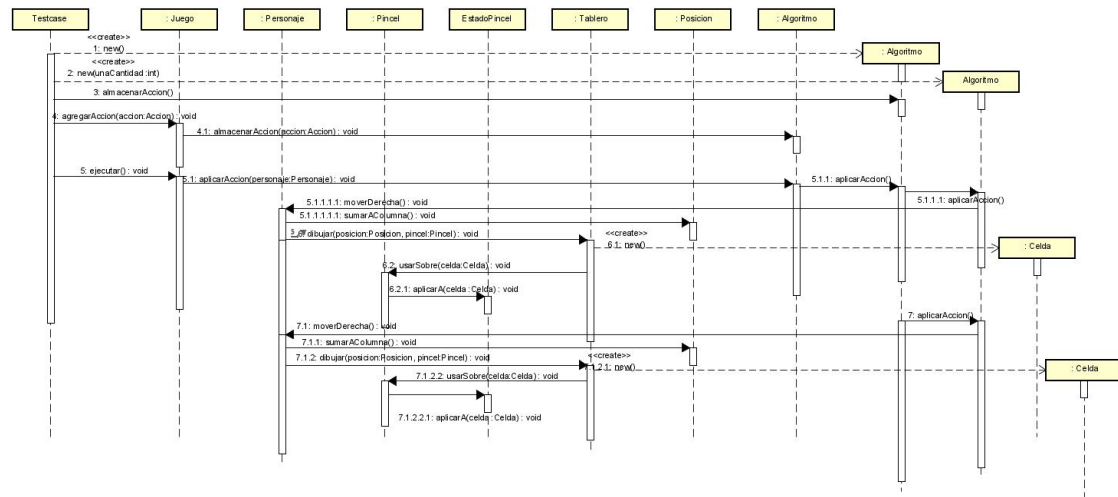 Testcase
: Juego
: Personaje
: Pincel
EstadoPincel
: Tablero
: Posicion
: Algoritmo
<<create>>
1: new()
: Algoritmo
<<create>>
2: new(unaCantidad :int)
Algoritmo
3: almacenarAccion()
4: agregarAccion(accion:Accion) : void
4.1: almacenarAccion(accion:Accion) : void
5: ejecutar() : void
5.1: aplicarAccion(personaje:Personaje) : void
5.1.1: aplicarAccion()
5.1.1.1: aplicarAccion()
5.1.1.1.1: moverDerecha() : void
5.1.1.1.1.1: sumarAColumna() : void
dibujar(posicion:Posicion, pincel:Pincel) : void
<<create>>
6.1: new()
: Celda
6.2: usarSobre(celda:Celda) : void
6.2.1: aplicarA(celda :Celda) : void
7: aplicarAccion()
7.1: moverDerecha() : void
7.1.1: sumarAColumna() : void
7.1.2: dibujar(posicion:Posicion, pincel:Pincel) : void
<<create>>
7.1.2.1: new()
: Celda
7.1.2.2: usarSobre(celda:Celda) : void
7.1.2.2.1: aplicarA(celda :Celda) : void